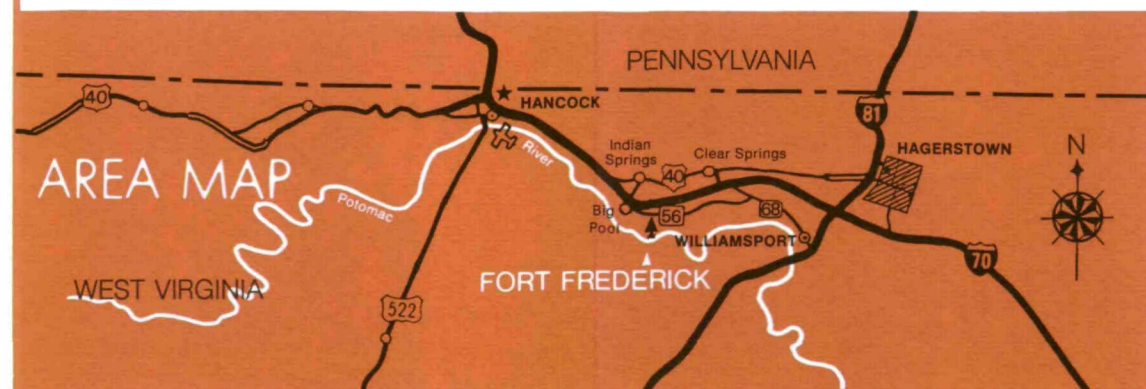 PENNSYLVANIA
40
HANCOCK
81
River
Indian
Springs
Clear Springs
HAGERSTOWN
N
AREA MAP
40
Potomac
Big
Pool
56
68
WILLIAMSPORT
70
FORT FREDERICK
WEST VIRGINIA
522